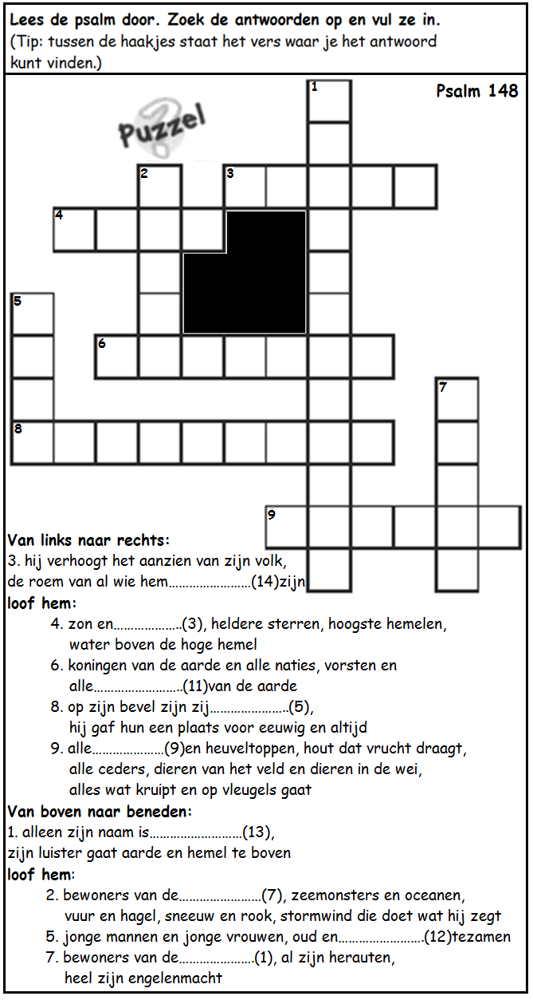 Lees de psalm door. Zoek de antwoorden op en vul ze in.
(Tip: tussen de haakjes staat het vers waar je het antwoord
kunt vinden.)
Psalm 148
Puzzel
1
2
3
4
5
6
7
8
9
Van links naar rechts:
3. hij verhoogt het aanzien van zijn volk,
de roem van al wie hem……………………(14)zijn
loof hem:
4. zon en………………..(3), heldere sterren, hoogste hemelen,
water boven de hoge hemel
6. koningen van de aarde en alle naties, vorsten en
alle……………………..(11)van de aarde
8. op zijn bevel zijn zij…………………..(5),
hij gaf hun een plaats voor eeuwig en altijd
9. alle…………………(9)en heuveltoppen, hout dat vrucht draagt,
alle ceders, dieren van het veld en dieren in de wei,
alles wat kruipt en op vleugels gaat
Van boven naar beneden:
1. alleen zijn naam is………………………(13),
zijn luister gaat aarde en hemel te boven
loof hem:
2. bewoners van de……………………(7), zeemonsters en oceanen,
vuur en hagel, sneeuw en rook, stormwind die doet wat hij zegt
5. jonge mannen en jonge vrouwen, oud en…………………….(12)tezamen
7. bewoners van de………………….(1), al zijn herauten,
heel zijn engelenmacht